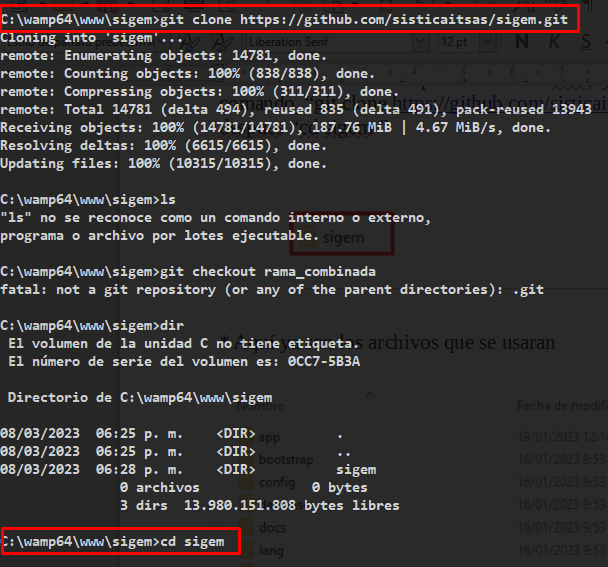 C:\wamp64\www\sigem>git clone https://github.com/sisticaitsas/sigem.git
Cloning into 'sigem'...
Liberation Serif
12 pt
N
K
S
remote: Enumerating objects: 14781, done.
remote: Counting objects: 100% (838/838), done.
remote: Compressing objects: 100% (311/311), done.
remote: Total 14781 (delta 494), reused 835 (delta 491), pack-reused 13943
Receiving objects: 100% (14781/14781), 187.76 MiB | 4.67 MiB/s, done.
Resolving deltas: 100% (6615/6615), done.
Updating files: 100% (10315/10315), done.
C:\wamp64\www\sigem>ls
"ls" no se reconoce como un comando interno o externo,
programa o archivo por lotes ejecutable.
sigem
C:\wamp64\www\sigem>git checkout rama_combinada
fatal: not a git repository (or any of the parent directories): .git
C:\wamp64\www\sigem>dir
El volumen de la unidad C no tiene etiqueta.
los archivos que se usaran
El número de serie del volumen es: 0CC7-5B3A
Directorio de C:\wamp64\www\sigem
Nombre
Fecha de modifi
08/03/2023 06:25 p. m. <DIR> .
app
19/01/2023 12:1
08/03/2023 06:25 p. m. <DIR> ..
bootstrap
16/01/2023 9:53
08/03/2023 06:28 p. m. <DIR> sigem
config
16/01/2023 9:53
0 archivos 0 bytes
3 dirs 13.980.151.808 bytes libres
16/01/2023 9:53
docs
16/01/2023 9:53
C:\wamp64\www\sigem>cd sigem
lang
16/01/2023 9:53